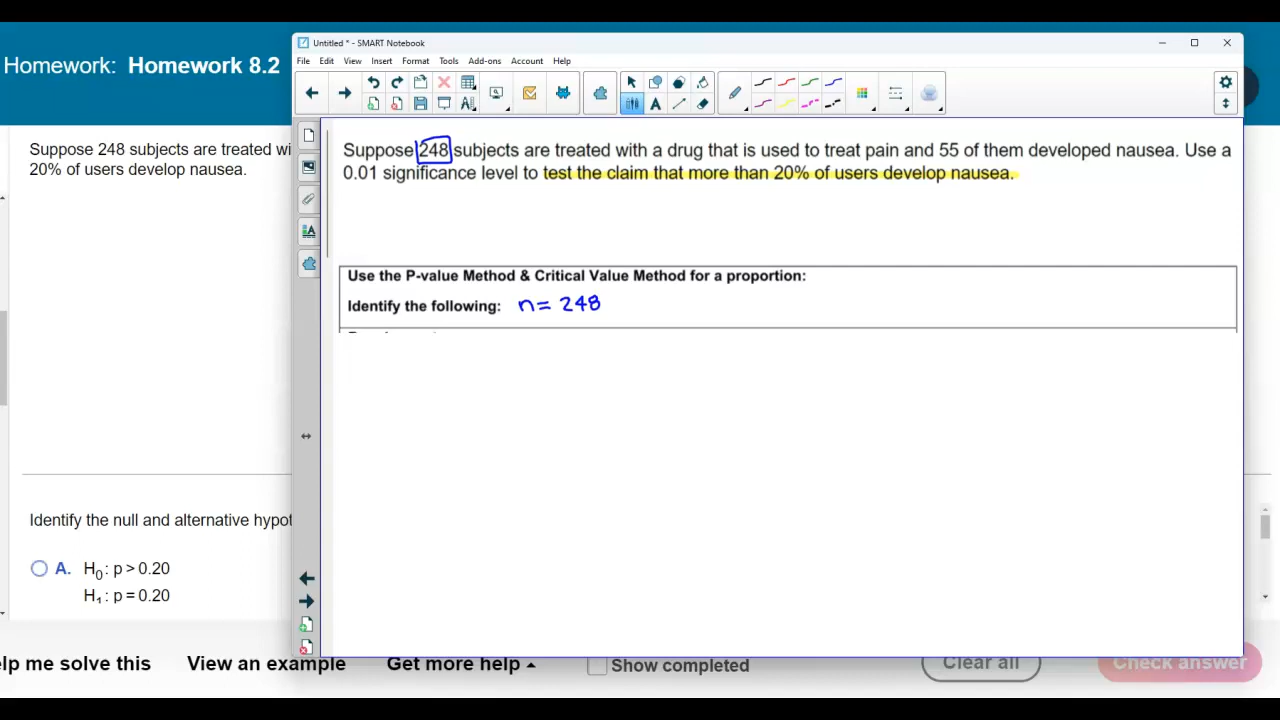 Homework: Homework 8.2
Untitled * - SMART Notebook
File Edit View Insert Format Tools Add-ons Account Help
Suppose 248 subjects are treated wi
20% of users develop nausea.
Suppose 248 subjects are treated with a drug that is used to treat pain and 55 of them developed nausea. Use a
0.01 significance level to test the claim that more than 20% of users develop nausea.
Use the P-value Method & Critical Value Method for a proportion:
Identify the following: n = 248
Identify the null and alternative hypot
A. H0 : p > 0.20
H1 : p = 0.20
elp me solve this View an example Get more help Show completed Clear all Check answer